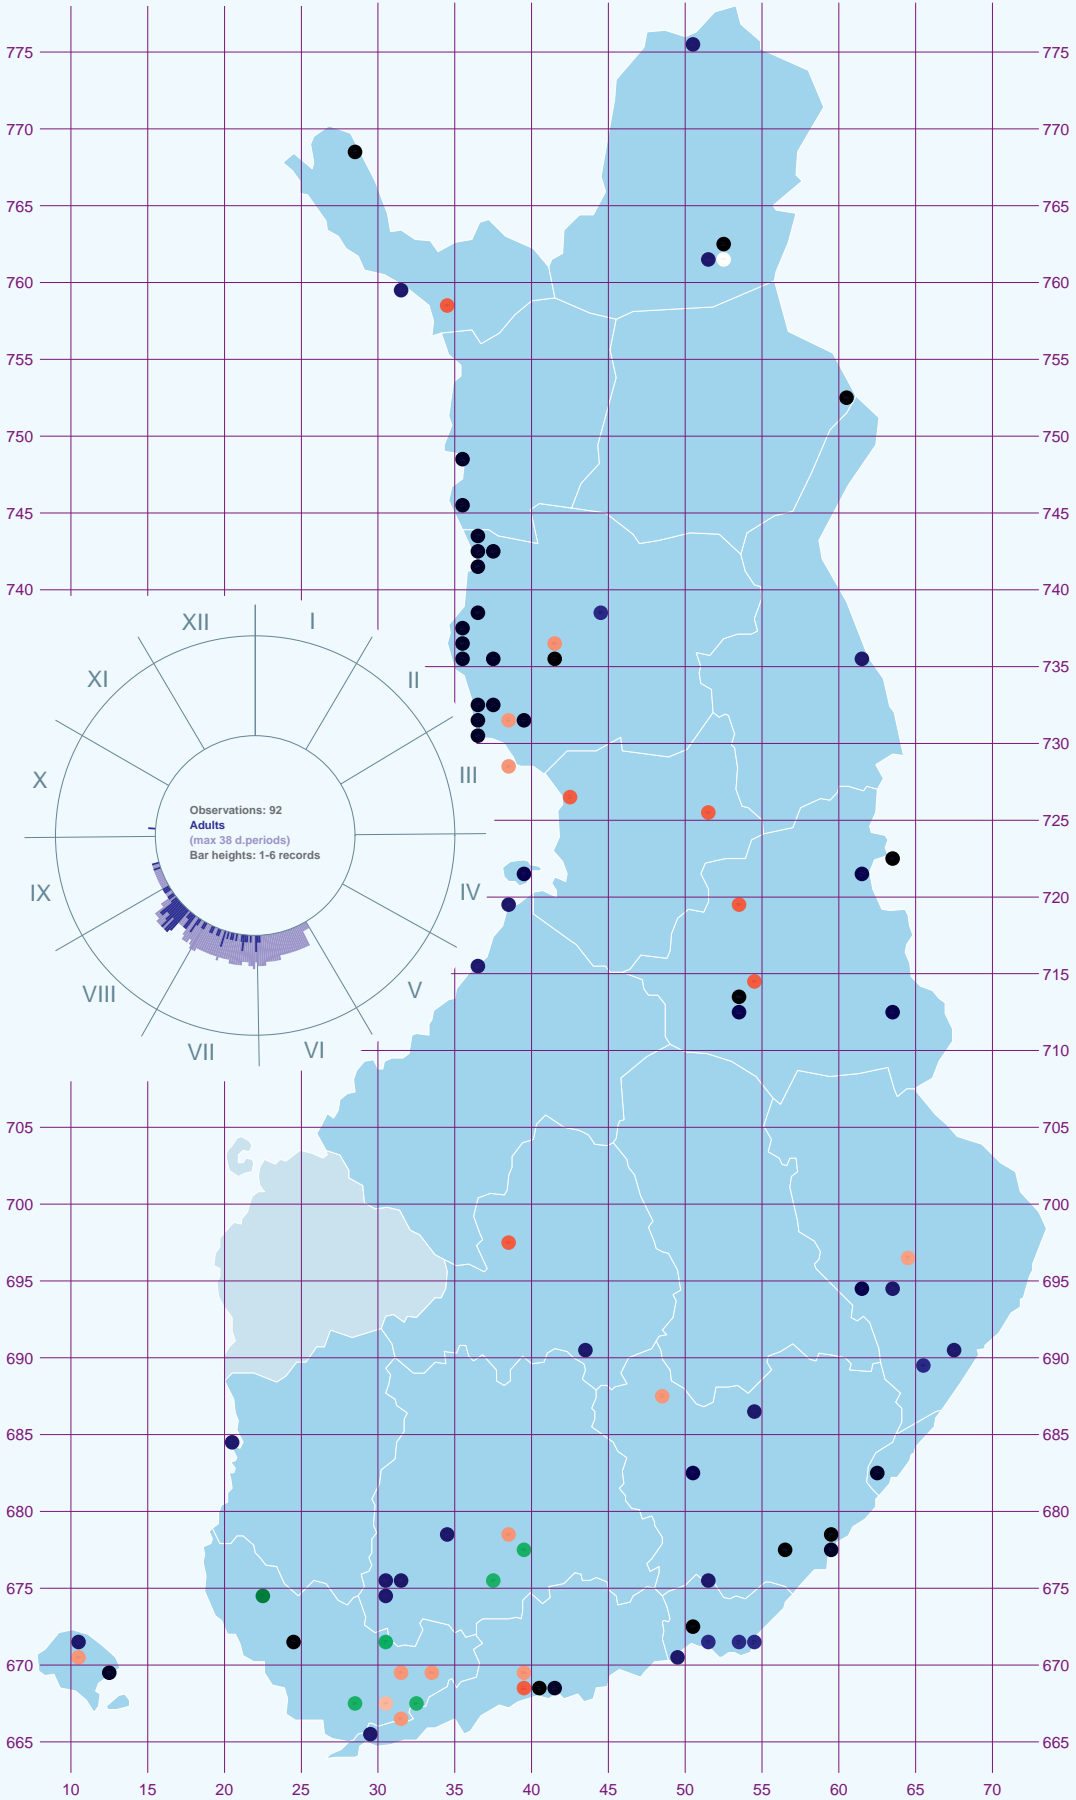 775 775
770 770
765 765
760 760
755 755
750 750
745 745
740 740
XII I
XI II
735
730
X III
Observations: 92
Adults
(max 38 d.periods)
Bar heights: 1-6 records
725
IX IV
720
715
VIII V
VII VI
710
705 705
700 700
695 695
690 690
685 685
680 680
675 675
670 670
665 665
10 15 20 25 30 35 40 45 50 55 60 65 70